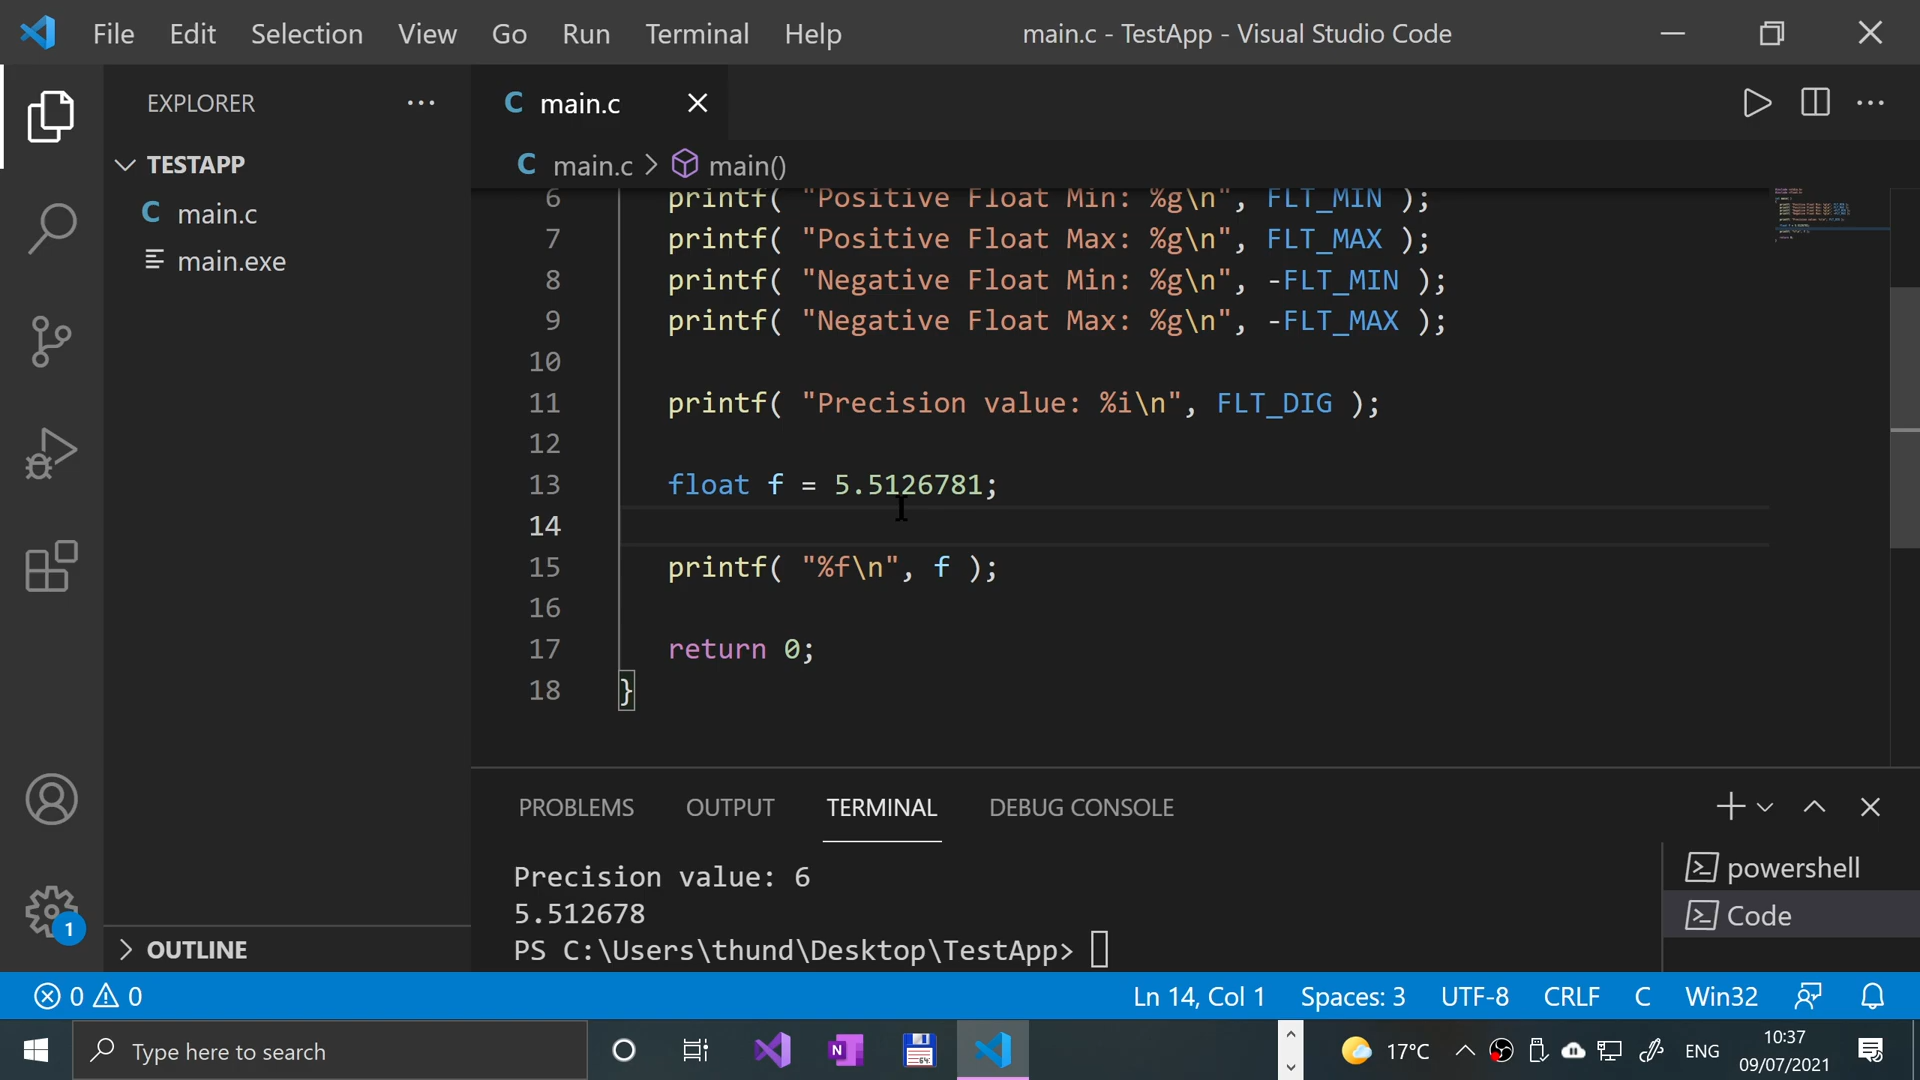 File Edit Selection View Go Run Terminal Help main.c - TestApp - Visual Studio Code
EXPLORER
TESTAPP
C main.c
main.exe
OUTLINE
C main.c
C main.c > main()
6 printf( "Positive Float Min: %g\n", FLT_MIN );
7 printf( "Positive Float Max: %g\n", FLT_MAX );
8 printf( "Negative Float Min: %g\n", -FLT_MIN );
9 printf( "Negative Float Max: %g\n", -FLT_MAX );
10
11 printf( "Precision value: %i\n", FLT_DIG );
12
13 float f = 5.5126781;
14
15 printf( "%f\n", f );
16
17 return 0;
18 }
PROBLEMS OUTPUT TERMINAL DEBUG CONSOLE
Precision value: 6
5.512678
PS C:\Users\thund\Desktop\TestApp>
powershell
Code
1
0 0 Ln 14, Col 1 Spaces: 3 UTF-8 CRLF C Win32
Type here to search
N
64
17°C ENG
10:37
09/07/2021